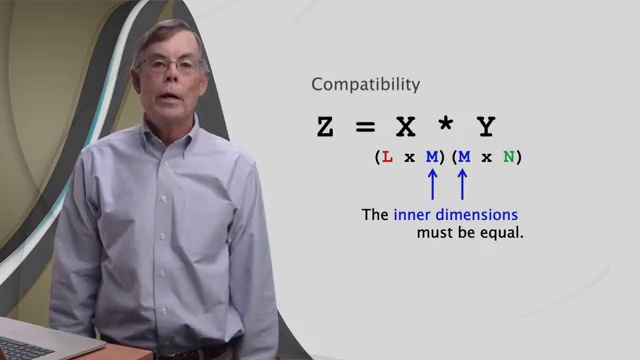 Compatibility
Z = X * Y
(L x M)(M x N)
The inner dimensions
must be equal.